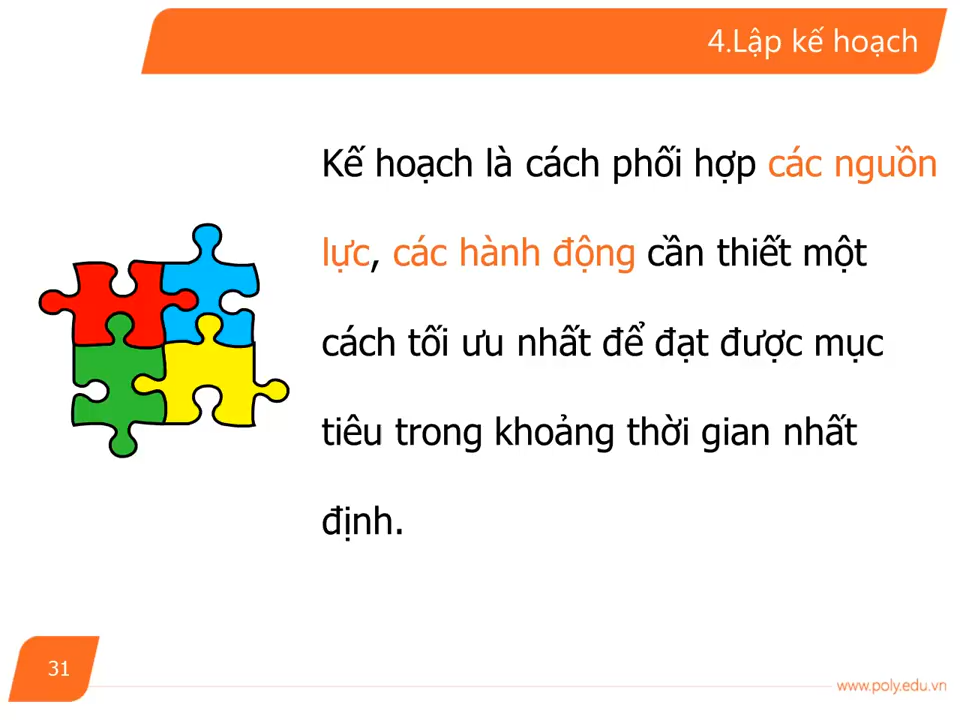 4.Lập kế hoạch
Kế hoạch là cách phối hợp các nguồn
lực, các hành động cần thiết một
cách tối ưu nhất để đạt được mục
tiêu trong khoảng thời gian nhất
định.
31
www.poly.edu.vn